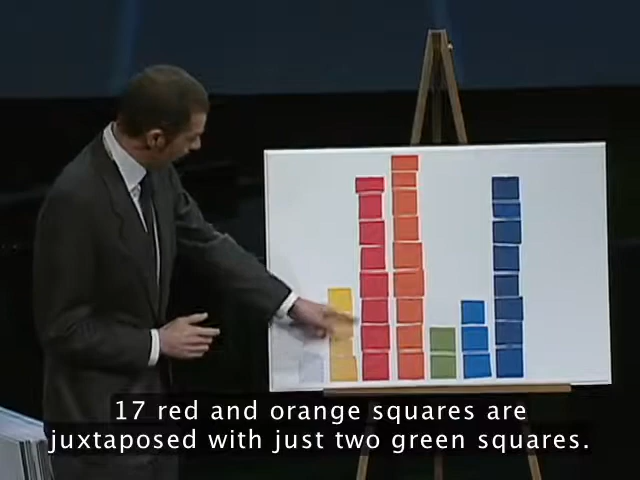 17 red and orange squares are
juxtaposed with just two green squares.